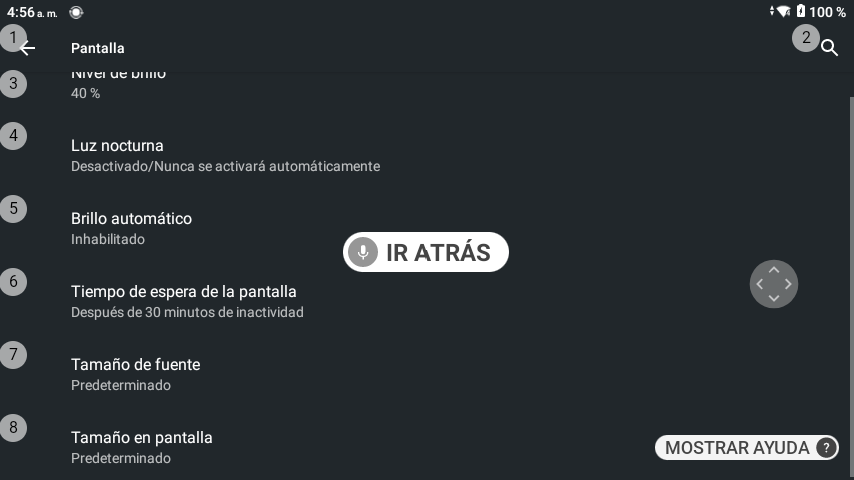 4:56 a. m.
100 %
1
Pantalla
2
3
Nivel de brillo
40 %
4
Luz nocturna
Desactivado/Nunca se activará automáticamente
5
Brillo automático
Inhabilitado
IR ATRÁS
6
Tiempo de espera de la pantalla
Después de 30 minutos de inactividad
7
Tamaño de fuente
Predeterminado
8
Tamaño en pantalla
Predeterminado
MOSTRAR AYUDA ?